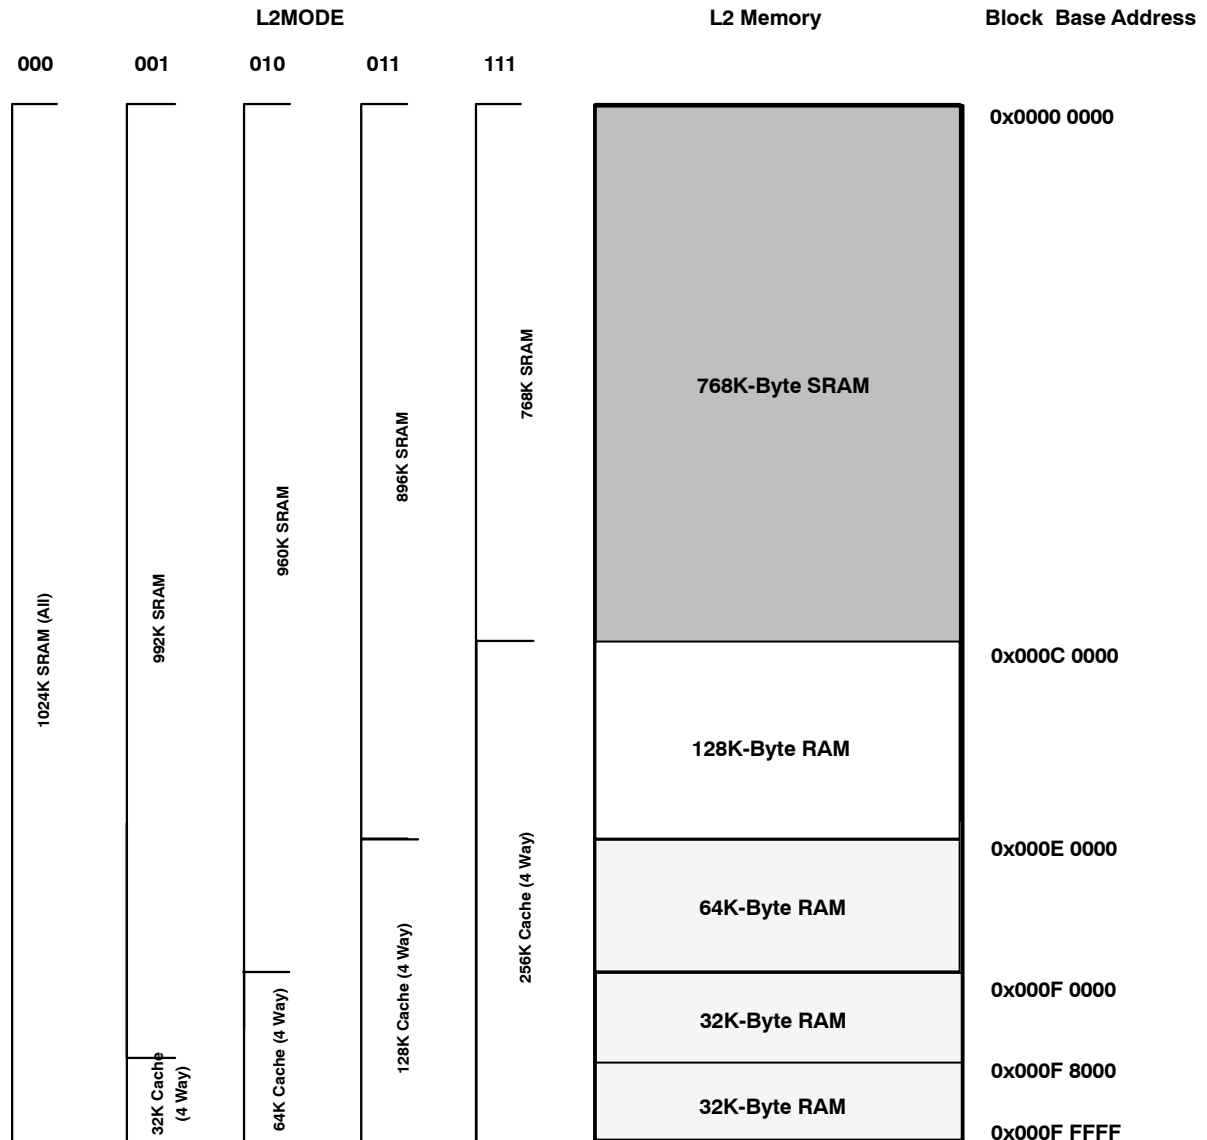 L2MODE L2 Memory Block Base Address
000 001 010 011 111
0x0000 0000
768K SRAM
768K-Byte SRAM
896K SRAM
960K SRAM
992K SRAM
1024K SRAM (All)
0x000C 0000
128K-Byte RAM
0x000E 0000
256K Cache (4 Way)
64K-Byte RAM
128K Cache (4 Way)
0x000F 0000
32K-Byte RAM
64K Cache (4 Way)
0x000F 8000
32K Cache
(4 Way)
32K-Byte RAM
0x000F FFFF